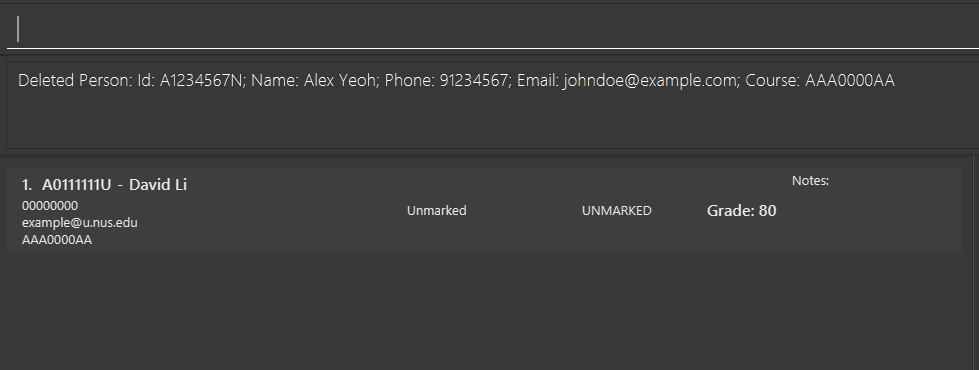 Deleted Person: Id: A1234567N; Name: Alex Yeoh; Phone: 91234567; Email: johndoe@example.com; Course: AAA0000AA
1. A0111111U - David Li
Notes:
00000000
Unmarked UNMARKED Grade: 80
example@u.nus.edu
AAA0000AA